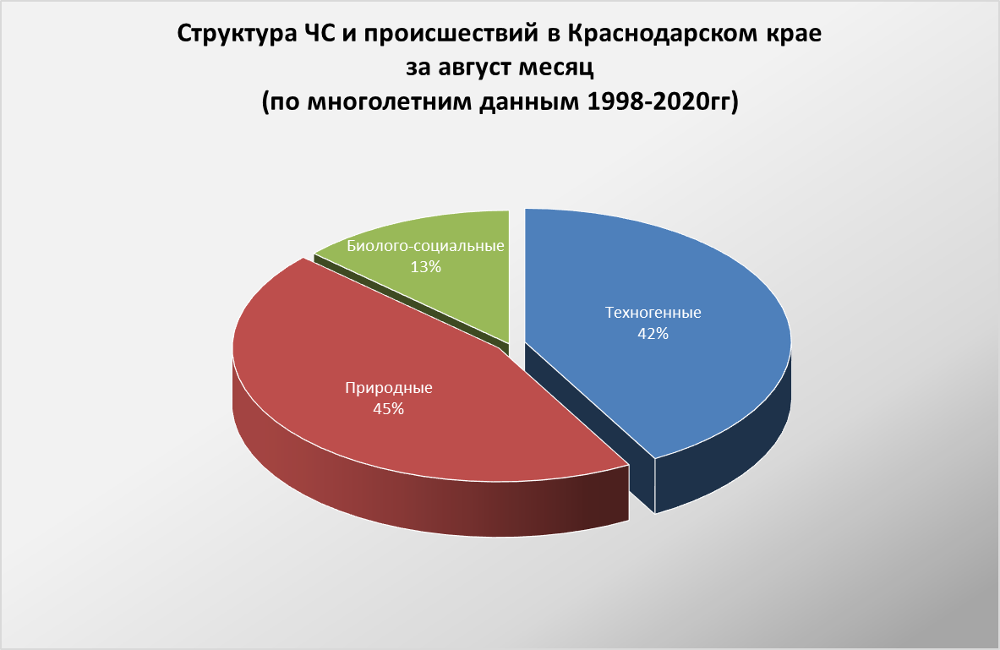 Структура ЧС и происшествий в Краснодарском крае
за август месяц
(по многолетним данным 1998-2020гг)
Биолого-социальные
13%
Техногенные
42%
Природные
45%